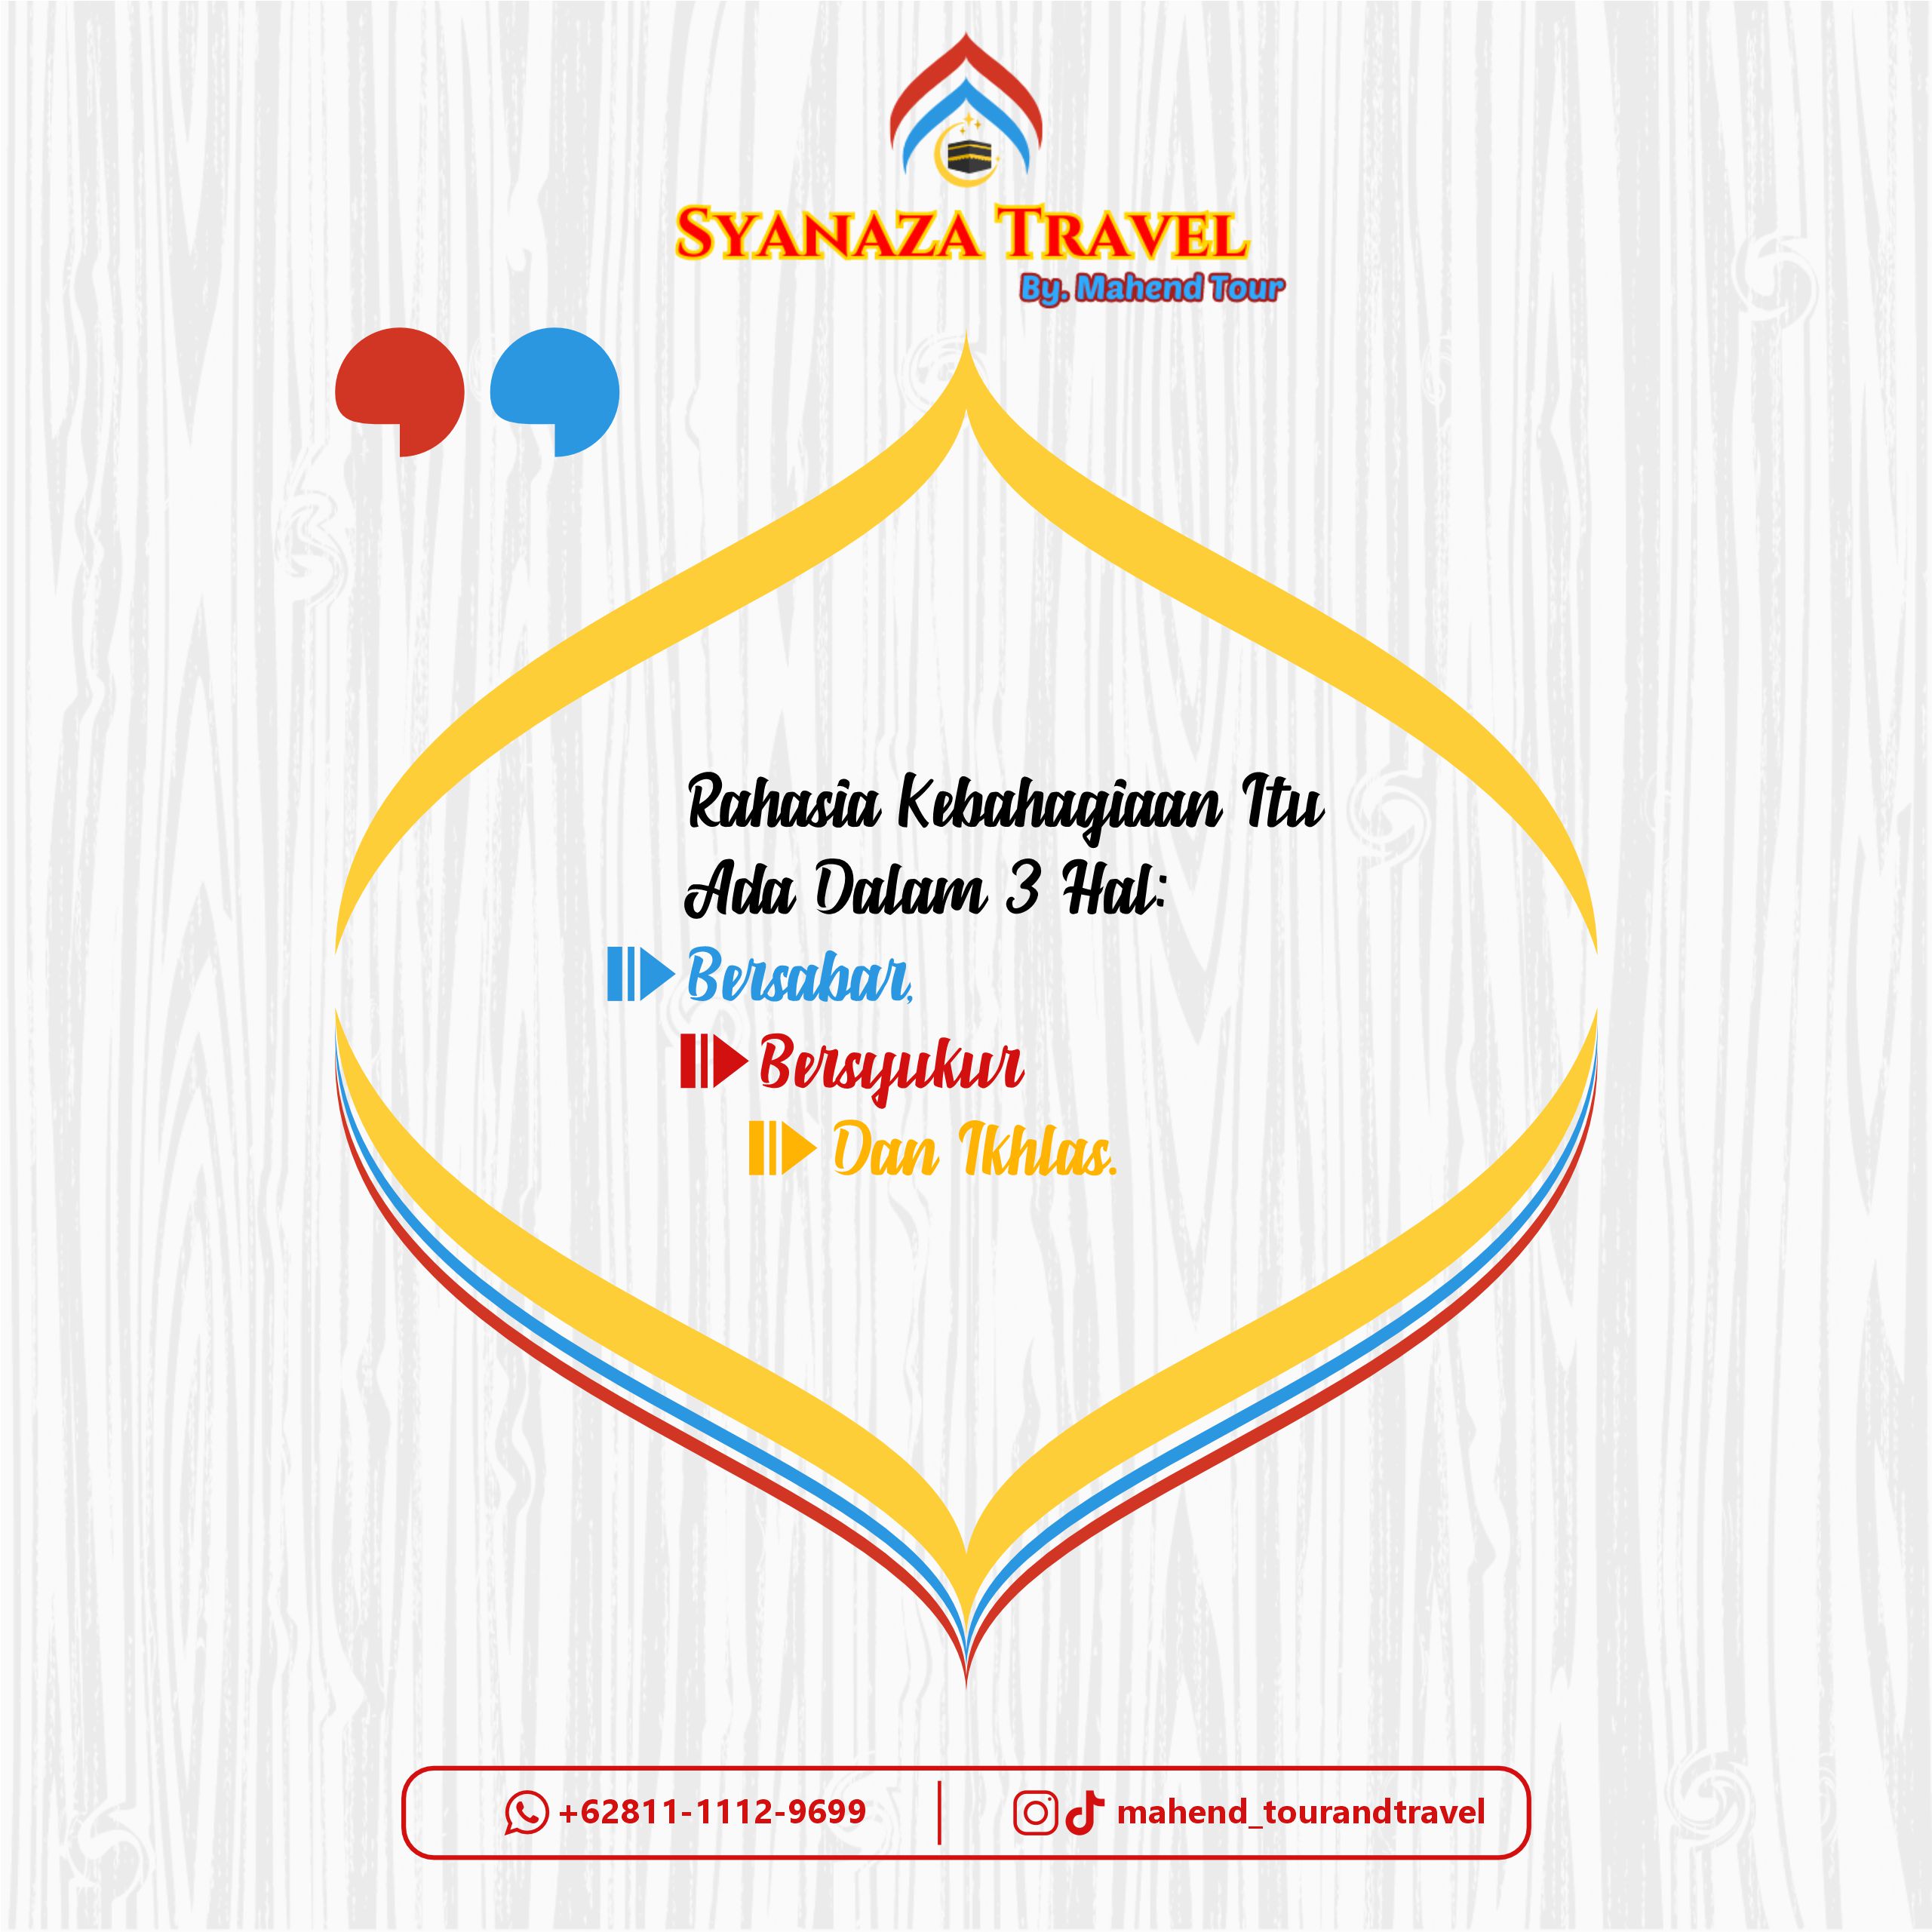 SYANAZA TRAVEL
By. Mahend Tour
Rahasia Kebahagiaan Itu
Ada Dalam 3 Hal:
Bersabar,
Bersyukur
Dan Ikhlas.
+62811-1112-9699
mahend_tourandtravel